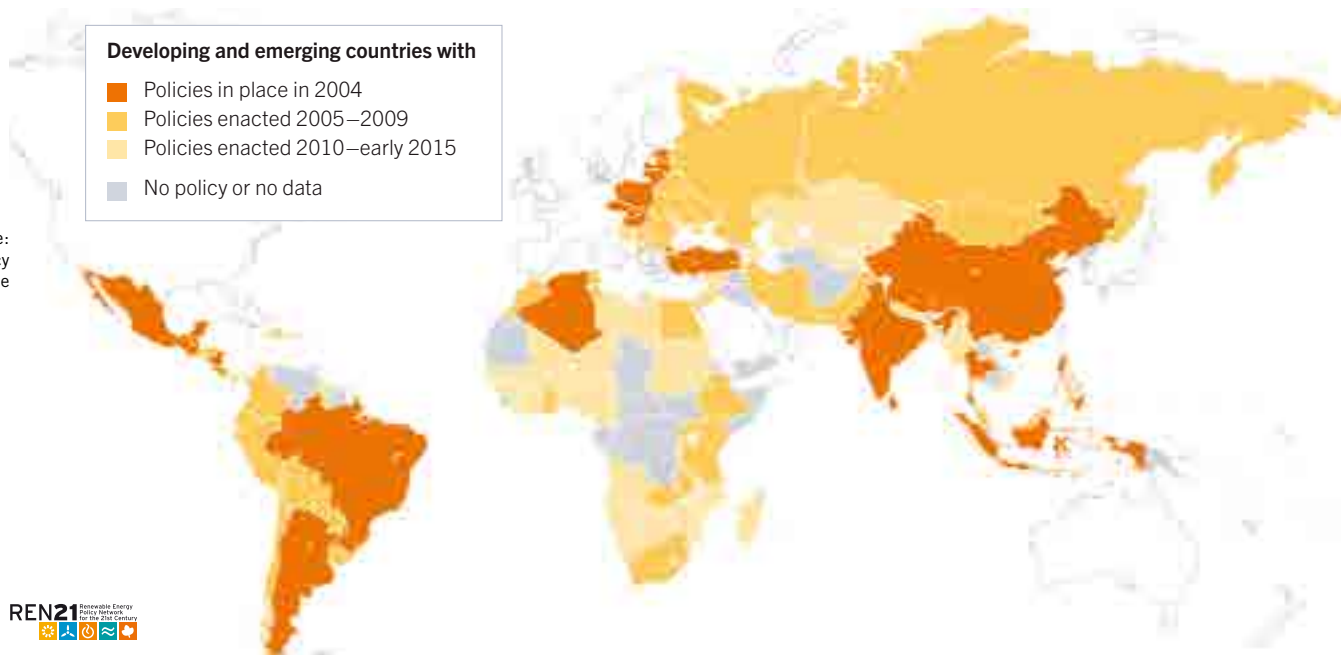 Developing and emerging countries with
Policies in place in 2004
Policies enacted 2005–2009
Policies enacted 2010–early 2015
No policy or no data
e:
cy
e
REN21 Renewable Energy
Policy Network
for the 21st Century